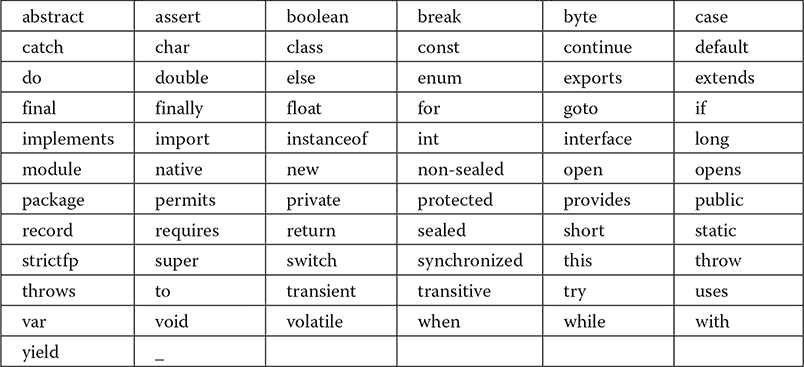 abstract assert boolean break byte case
catch char class const continue default
do double else enum exports extends
final finally float for goto if
implements import instanceof int interface long
module native new non-sealed open opens
package permits private protected provides public
record requires return sealed short static
strictfp super switch synchronized this throw
throws to transient transitive try uses
var void volatile when while with
yield _